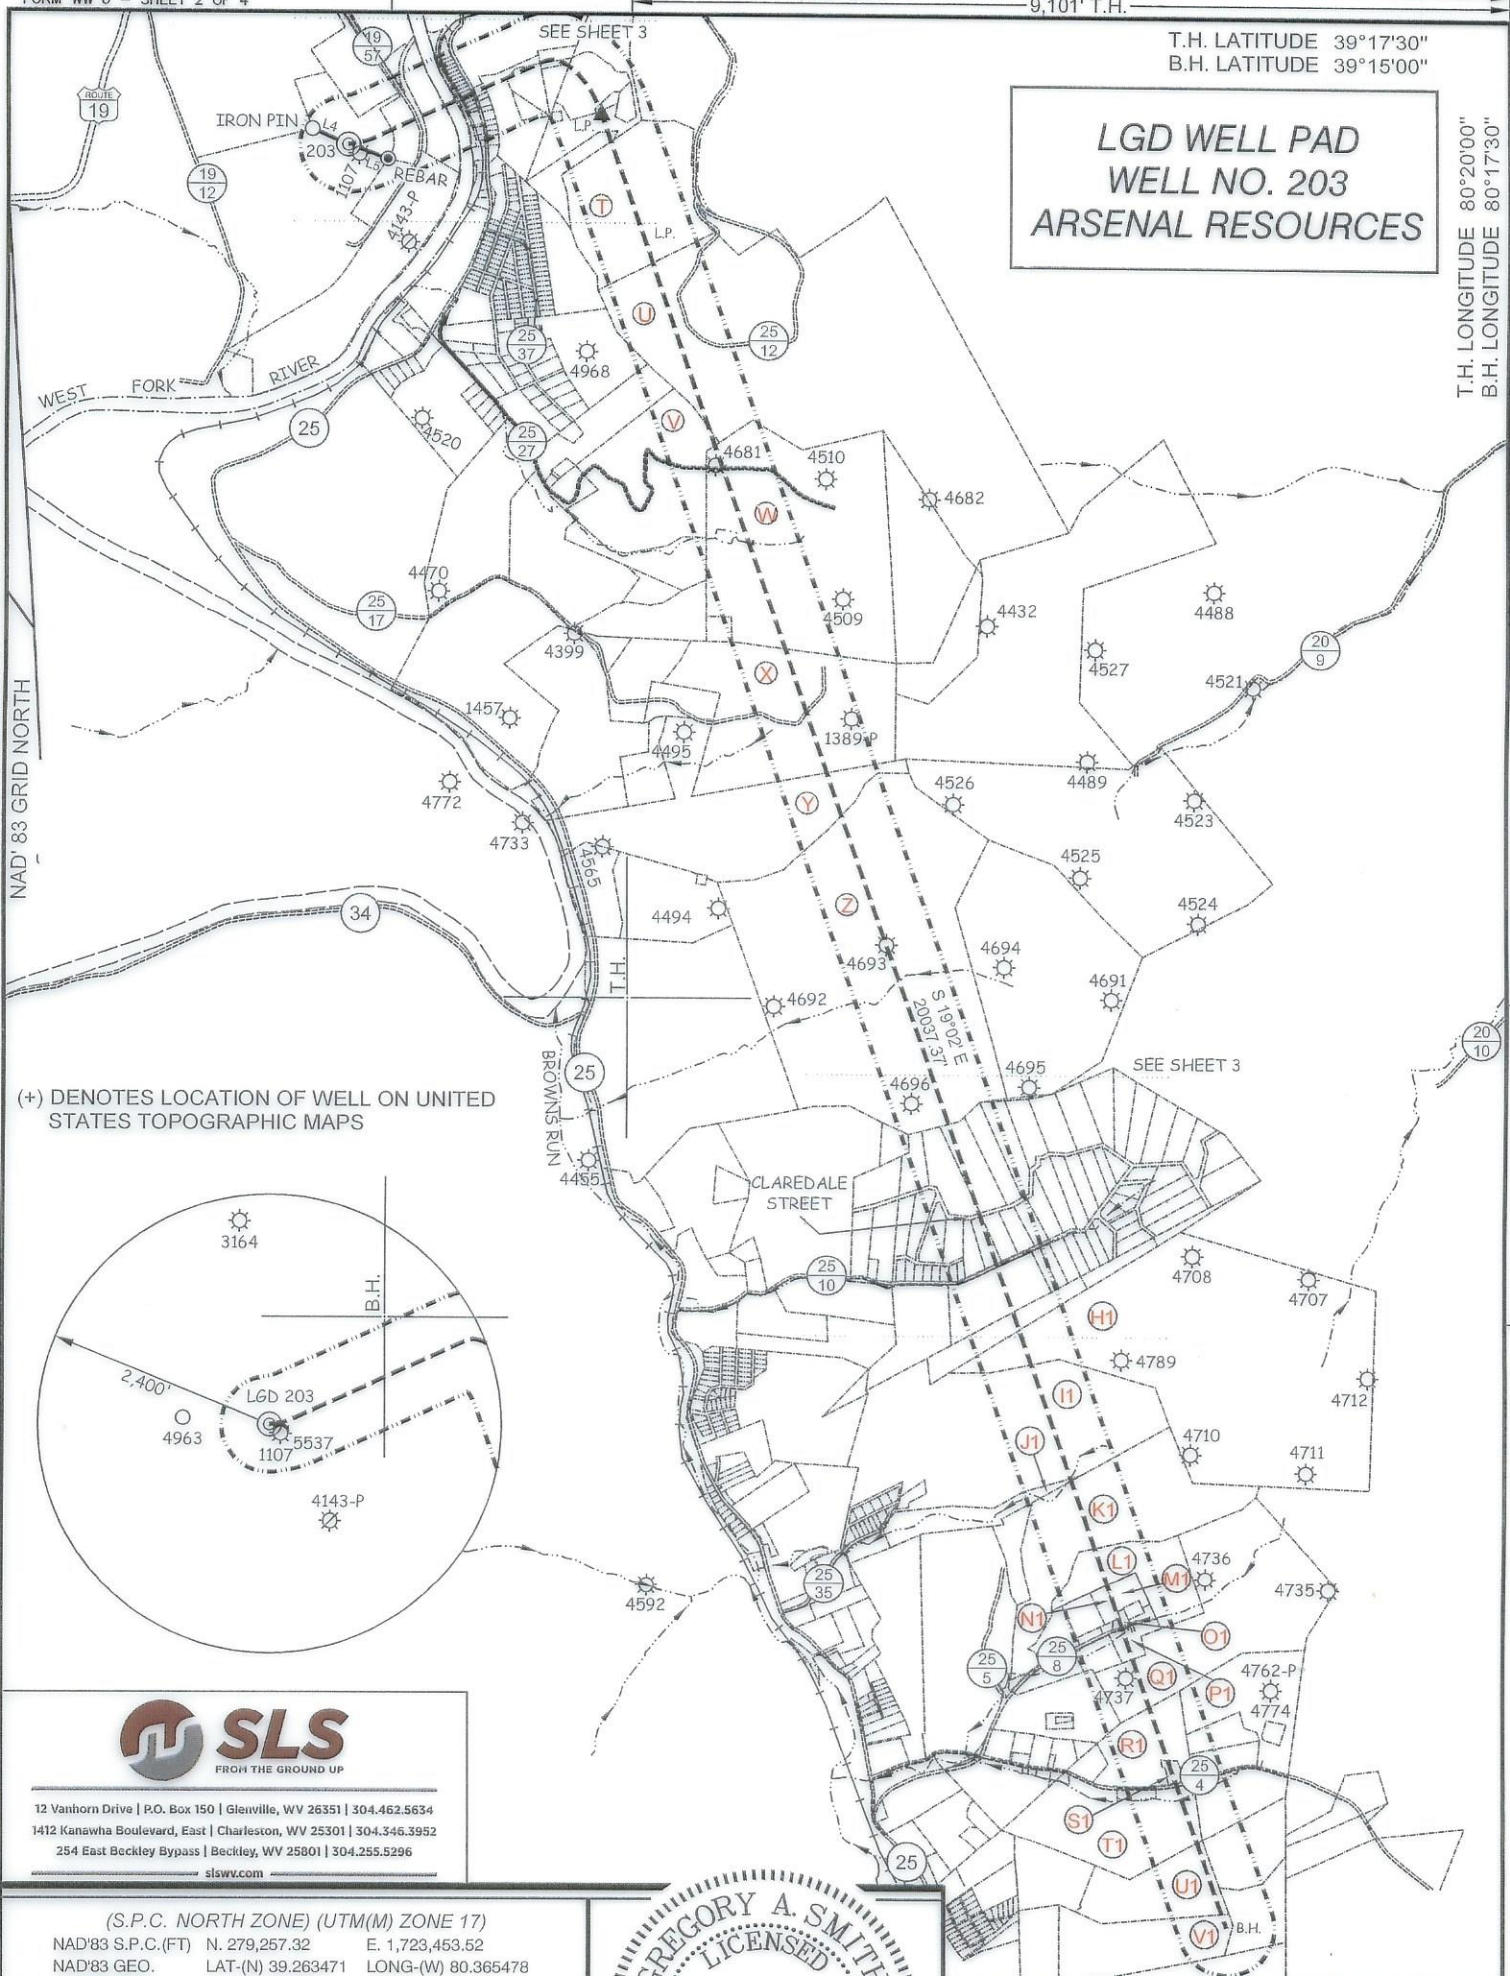 FORM WW-6 - SHEET 2 OF 4
9,101' T.H.
T.H. LATITUDE 39°17'30"
B.H. LATITUDE 39°15'00"
T.H. LONGITUDE 80°20'00"
B.H. LONGITUDE 80°17'30"
LGD WELL PAD
WELL NO. 203
ARSENAL RESOURCES
SEE SHEET 3
19
57
ROUTE
19
IRON PIN
L4
203
L5
1107
REBAR
19
12
4143-P
L.P.
T
L.P.
U
25
37
25
12
4968
WEST FORK RIVER
25
4520
25
27
V
4681
4510
4682
W
4470
25
17
4399
4509
4432
4488
4527
20
9
4521
NAD' 83 GRID NORTH
X
1457
4495
1389-P
4489
4772
4526
Y
4523
4733
4565
4525
34
4494
Z
4524
4693
4694
4691
T.H.
4692
S 19°02' E
20037.37'
20
10
25
BROWNS RUN
4696
4695
SEE SHEET 3
(+) DENOTES LOCATION OF WELL ON UNITED
STATES TOPOGRAPHIC MAPS
4455
CLAREDALE
STREET
3164
B.H.
25
10
4708
4707
H1
4789
4712
2,400'
LGD 203
I1
4963
5537
1107
J1
4710
4711
4143-P
K1
L1
4736
M1
25
35
4735
4592
N1
O1
25
8
25
5
4762-P
4774
Q1
P1
4737
R1
25
4
S1
T1
25
U1
V1
B.H.
SLS
FROM THE GROUND UP
12 Vanhorn Drive | P.O. Box 150 | Glenville, WV 26351 | 304.462.5634
1412 Kanawha Boulevard, East | Charleston, WV 25301 | 304.346.3952
254 East Beckley Bypass | Beckley, WV 25801 | 304.255.5296
slswv.com
(S.P.C. NORTH ZONE) (UTM(M) ZONE 17)
NAD'83 S.P.C.(FT) N. 279,257.32 E. 1,723,453.52
NAD'83 GEO. LAT-(N) 39.263471 LONG-(W) 80.365478
GREGORY A. SMITH
LICENSED